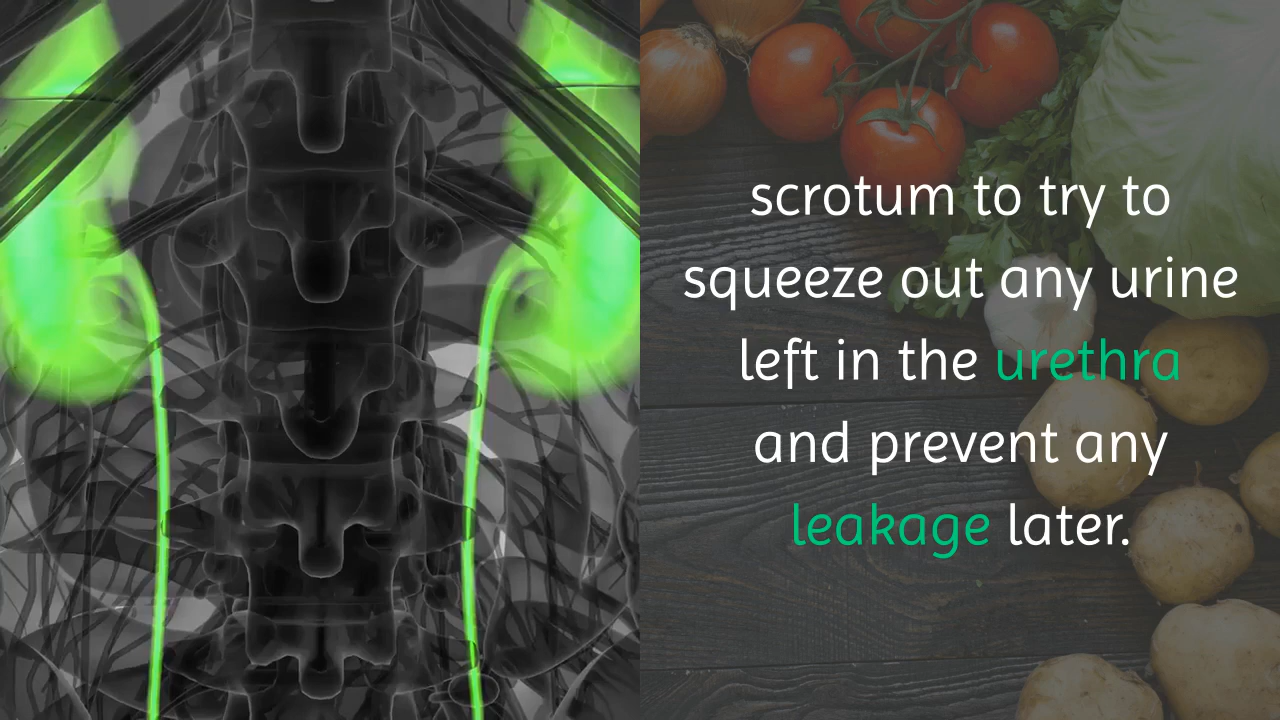 scrotum to try to
squeeze out any urine
left in the urethra
and prevent any
leakage later.